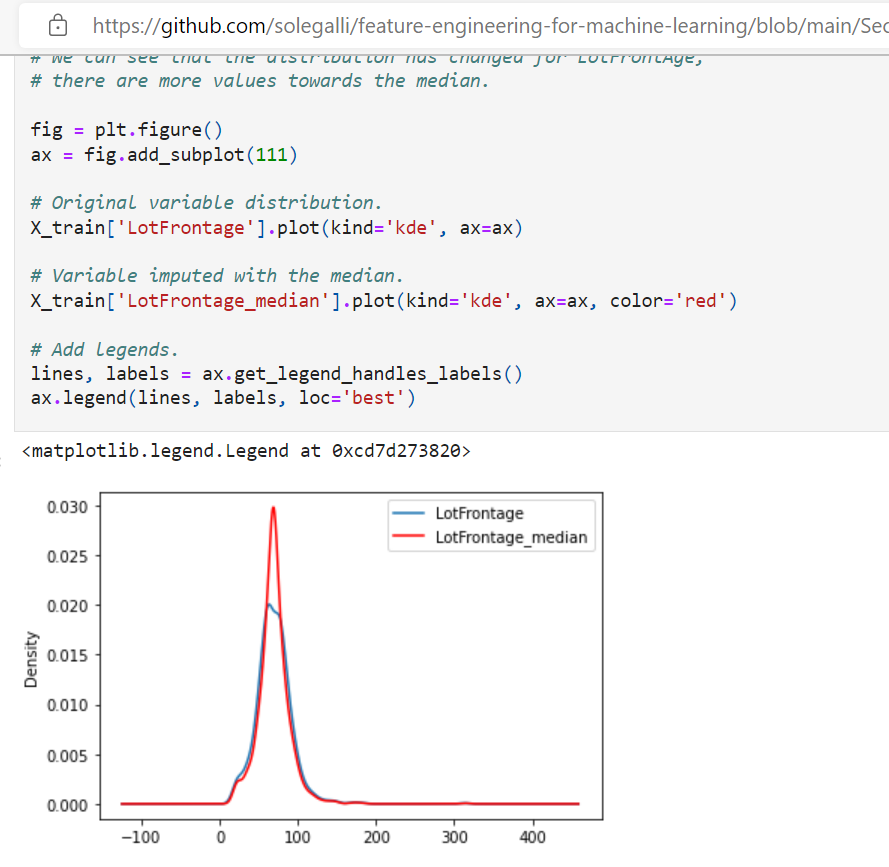 https://github.com/solegalli/feature-engineering-for-machine-learning/blob/main/Sec
# We can see that the distribution has changed for LotFrontAge,
# there are more values towards the median.
fig = plt.figure()
ax = fig.add_subplot(111)
# Original variable distribution.
X_train['LotFrontage'].plot(kind='kde', ax=ax)
# Variable imputed with the median.
X_train['LotFrontage_median'].plot(kind='kde', ax=ax, color='red')
# Add legends.
lines, labels = ax.get_legend_handles_labels()
ax.legend(lines, labels, loc='best')
<matplotlib.legend.Legend at 0xcd7d273820>
LotFrontage
LotFrontage_median
0.030
0.025
0.020
0.015
0.010
0.005
0.000
Density
−100 0 100 200 300 400